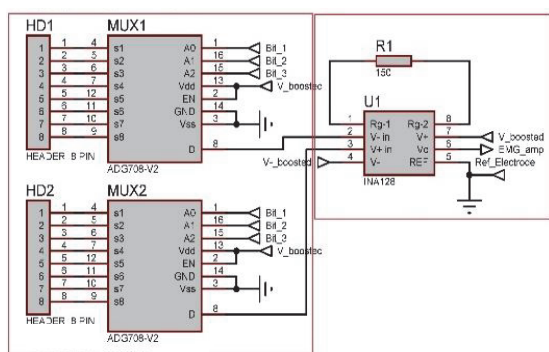 HD1
MUX1
1 1 4 s1 A0 1 Bit_1
2 2 5 s2 A1 16 Bit_2
3 3 6 s3 A2 15 Bit_3
4 4 7 s4 Vdd 13 V_boosted
5 5 12 s5 EN 2
6 6 11 s6 GND 14
7 7 10 s7 Vss 3
8 8 9 s8
D 8
HEADER 8 PIN
ADG708-V2
HD2
MUX2
1 1 4 s1 A0 1 Bit_1
2 2 5 s2 A1 16 Bit_2
3 3 6 s3 A2 15 Bit_3
4 4 7 s4 Vdd 13 V_boosted
5 5 12 s5 EN 2
6 6 11 s6 GND 14
7 7 10 s7 Vss 3
8 8 9 s8
D 8
HEADER 8 PIN
ADG708-V2
R1
150
U1
1 Rg-1 Rg-2 8
2 V- in V+ 7 V_boosted
3 V+ in Vo 6 EMG_amp
V-_boosted 4 V- REF 5 Ref_Electrode
INA128